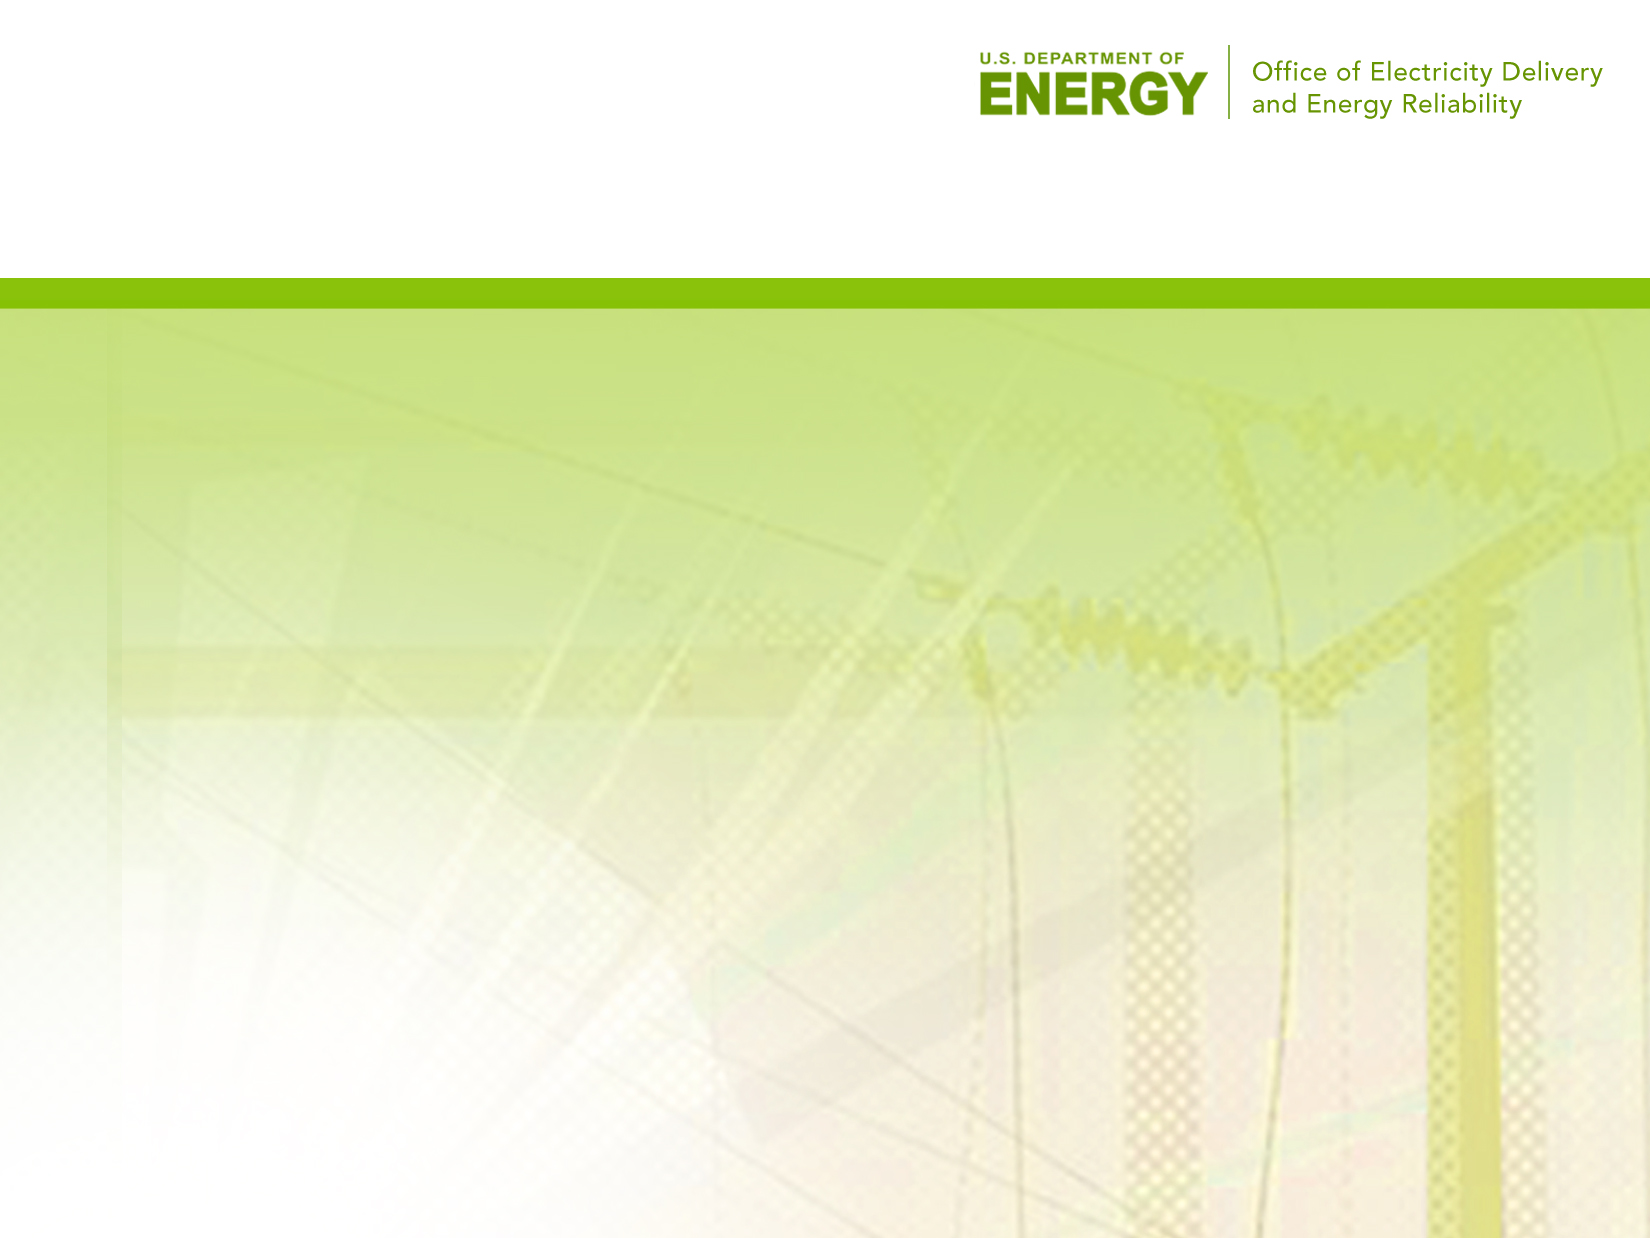 U.S. DEPARTMENT OF
ENERGY
Office of Electricity Delivery
and Energy Reliability